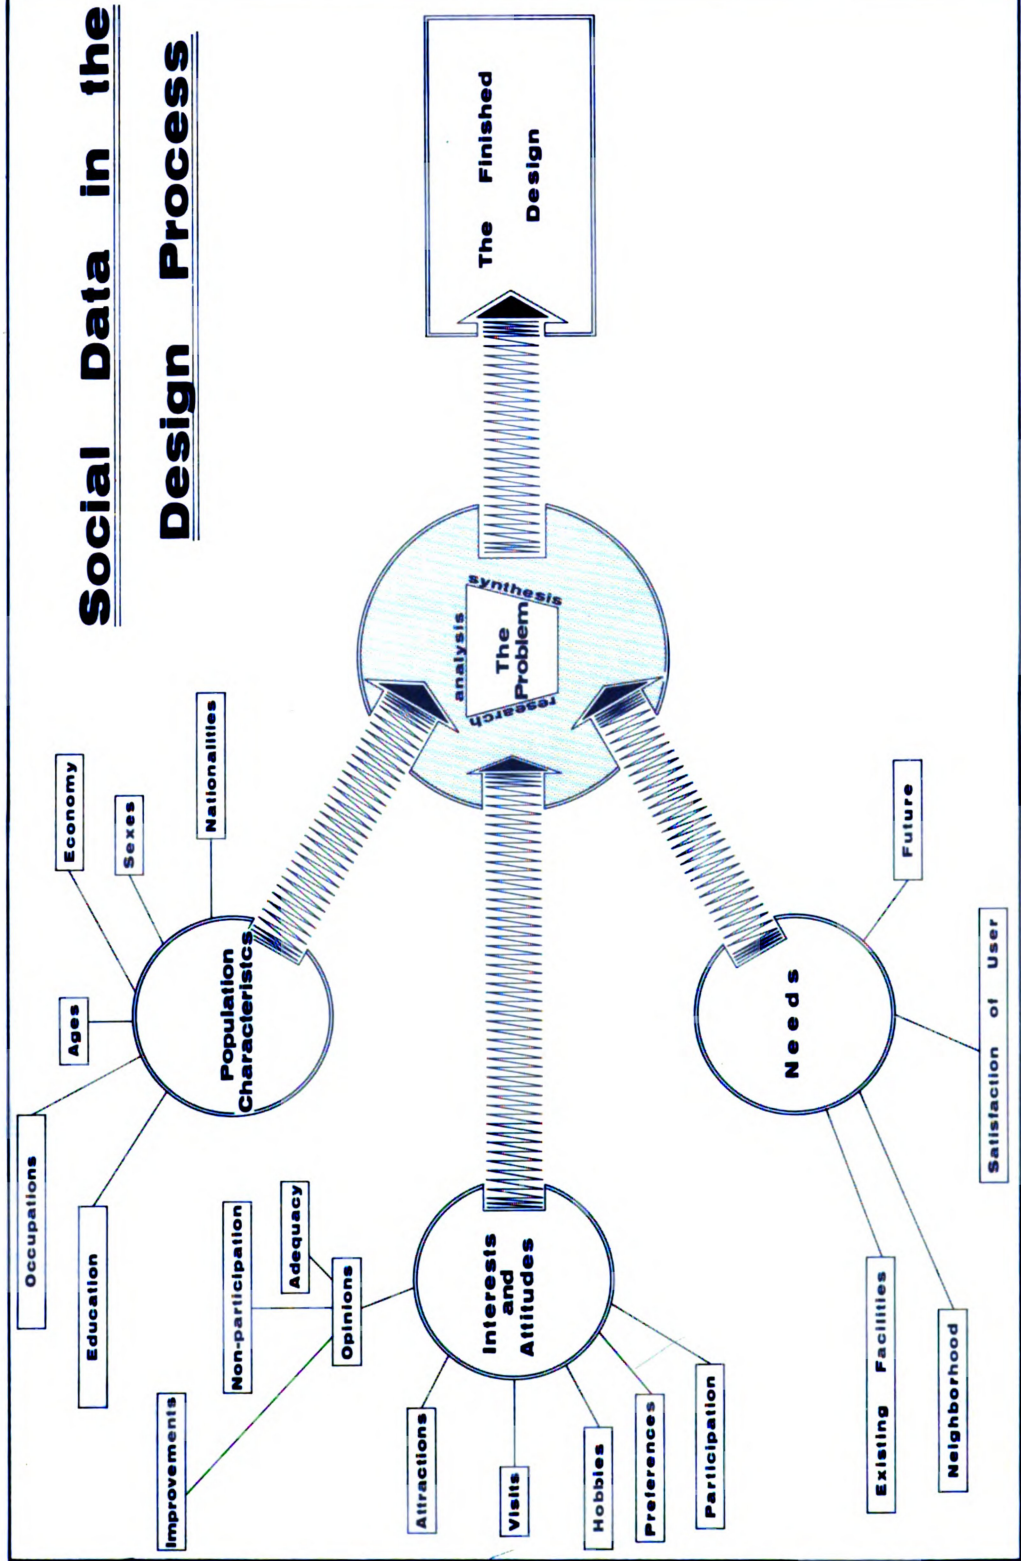 Social Data in the
Design Process
Occupations
Education
Ages
Economy
Sexes
Nationalities
Population
Characteristcs
Improvements
Non-participation
Adequacy
Opinions
Attractions
Visits
Hobbies
Preferences
Participation
Interests
and
Attitudes
analysis
research
synthesis
The
Problem
The Finished
Design
Needs
Existing Facilities
Neighborhood
Satisfaction of User
Future